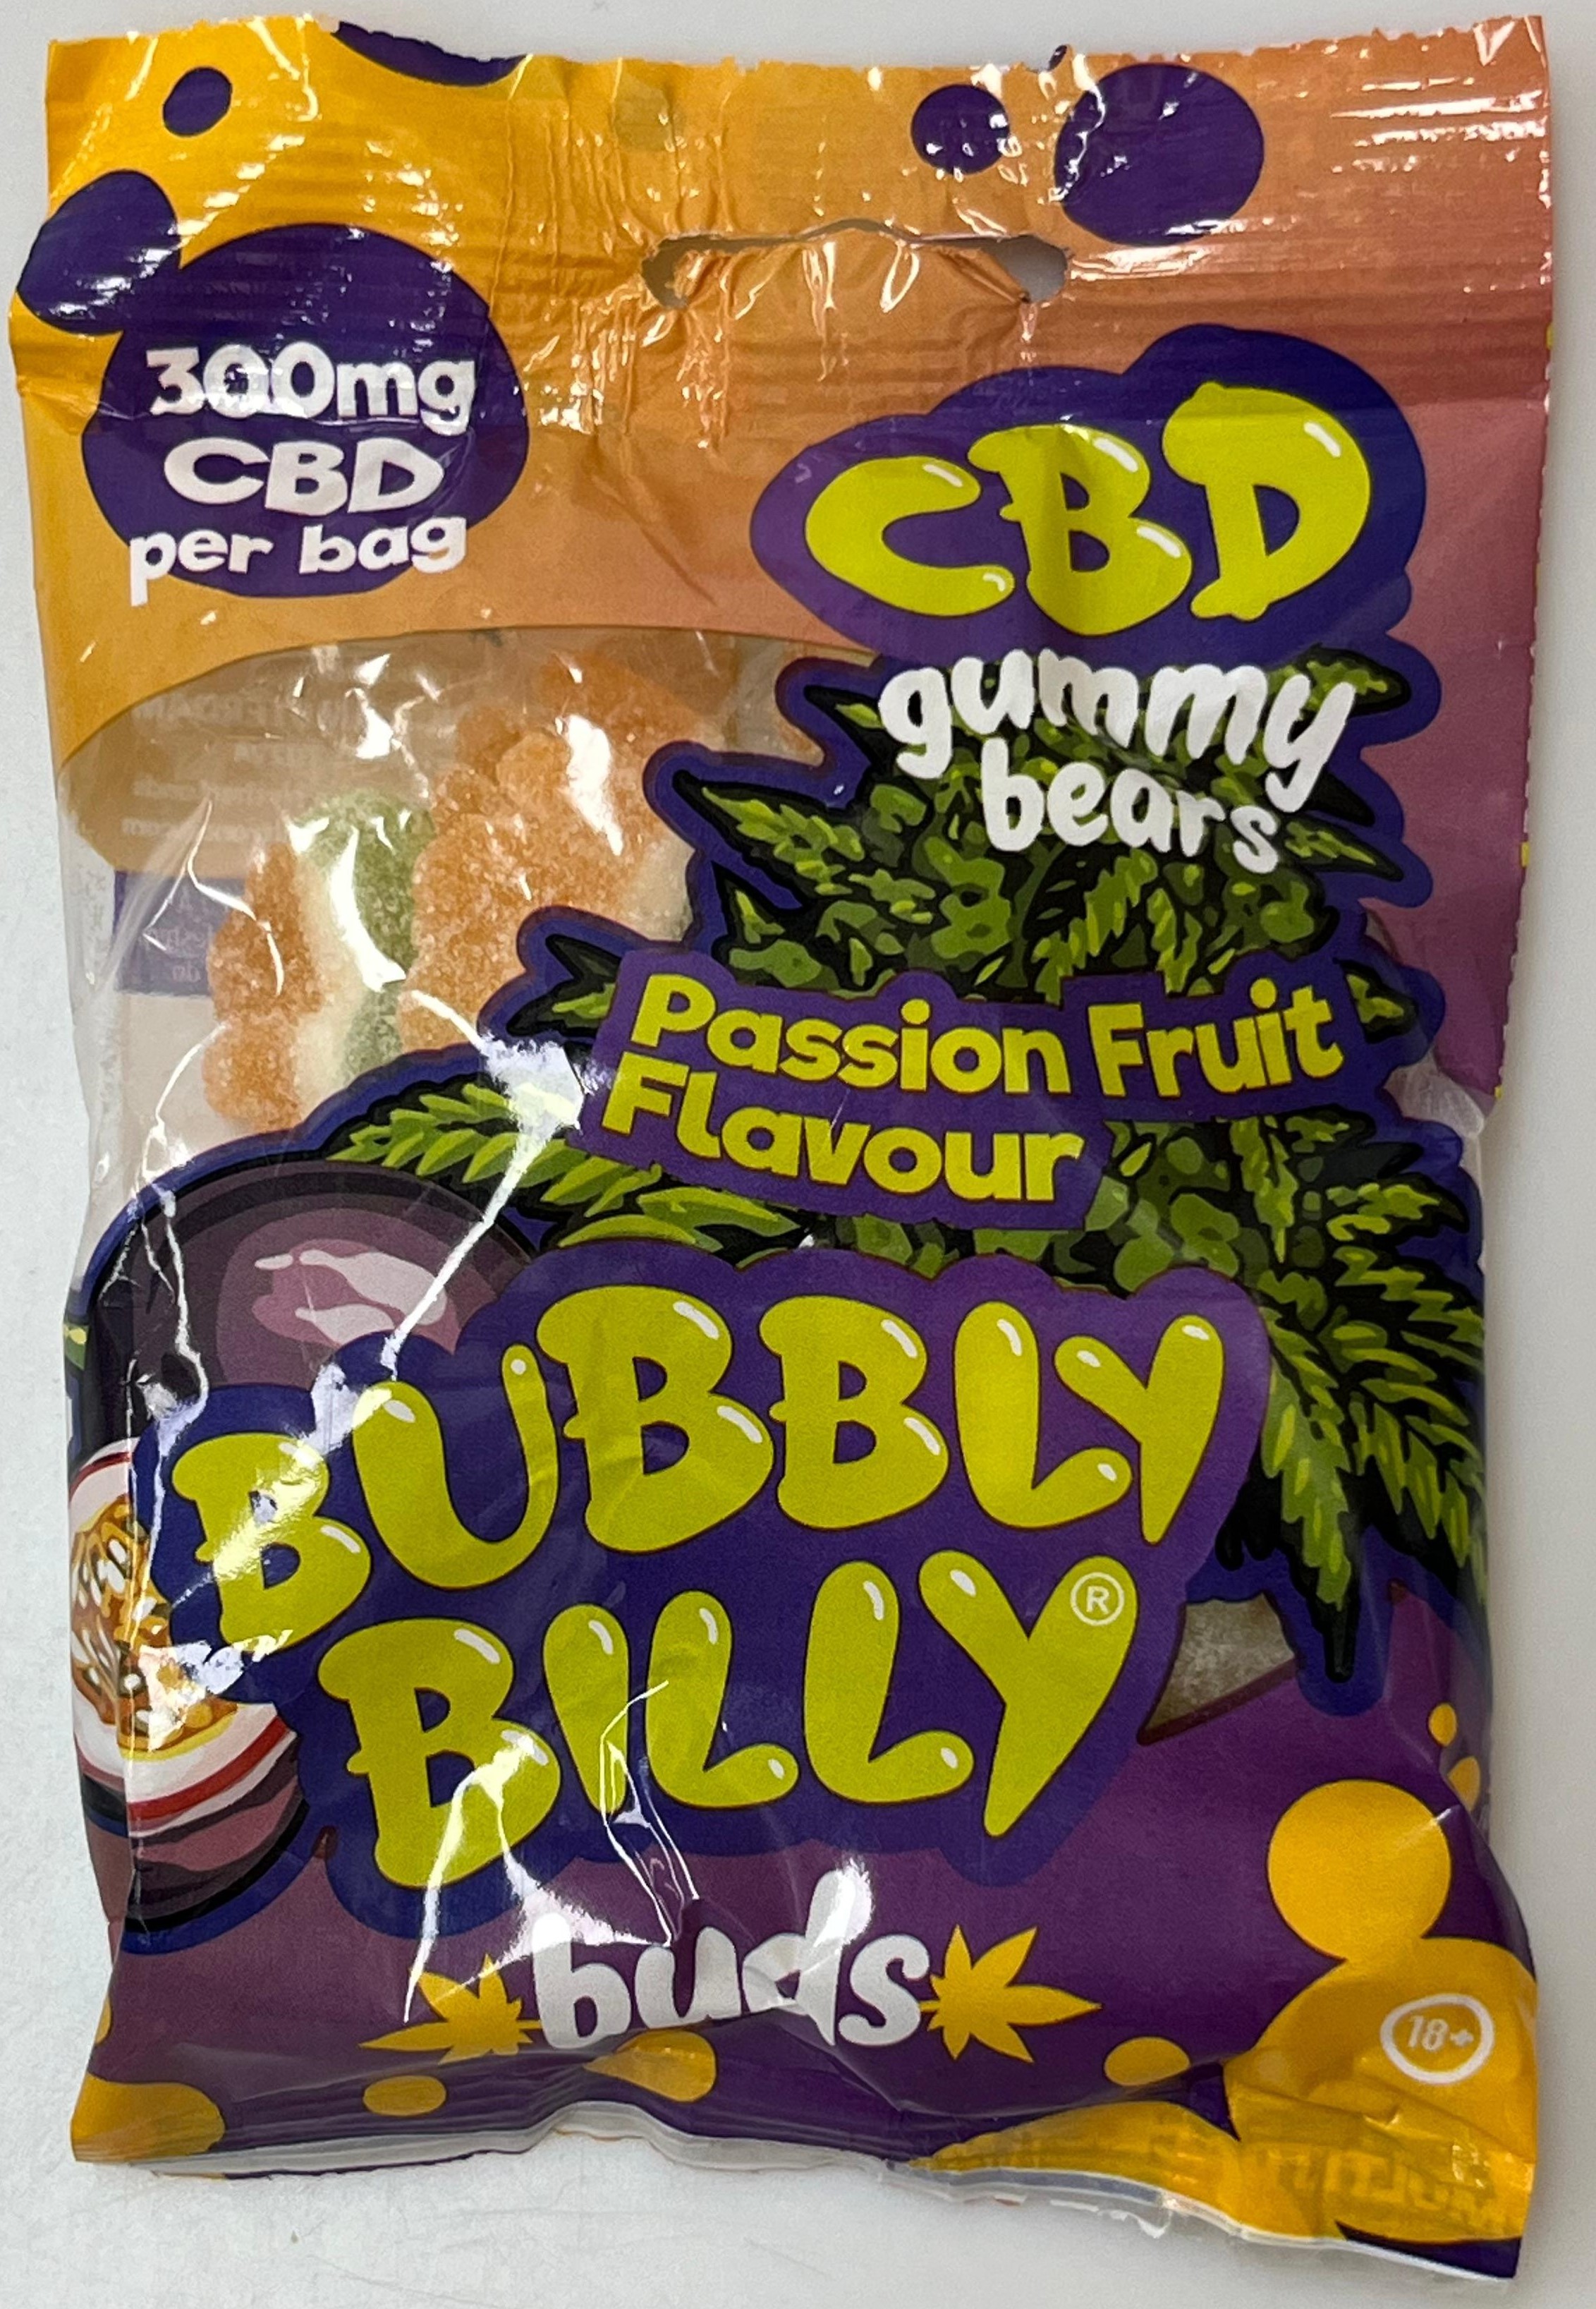 300mg
CBD
per bag
CBD
gummy
bears
Passion Fruit
Flavour
BUBBLY
BILLY®
buds
18+